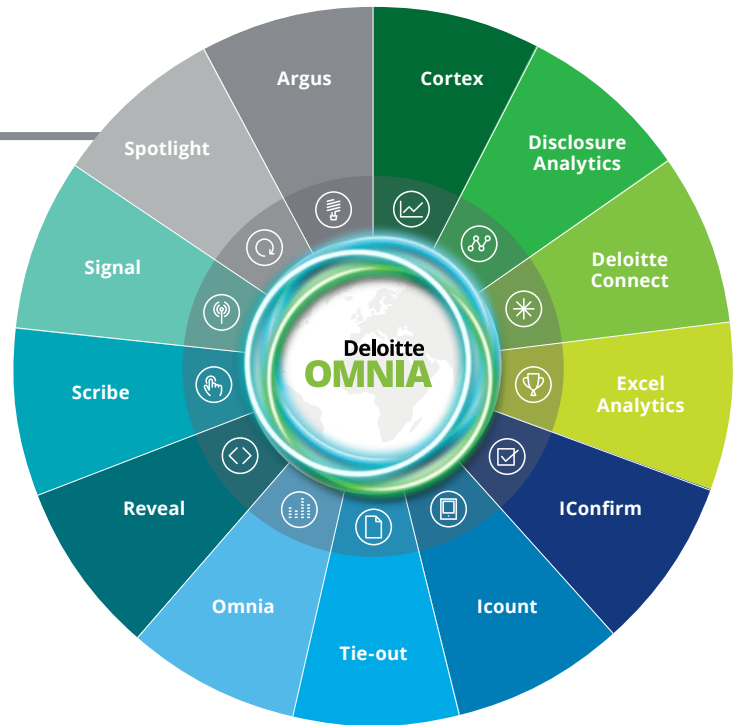 Argus
Cortex
Disclosure
Analytics
Deloitte
Connect
Excel
Analytics
IConfirm
Icount
Tie-out
Omnia
Reveal
Scribe
Signal
Spotlight
Deloitte
OMNIA